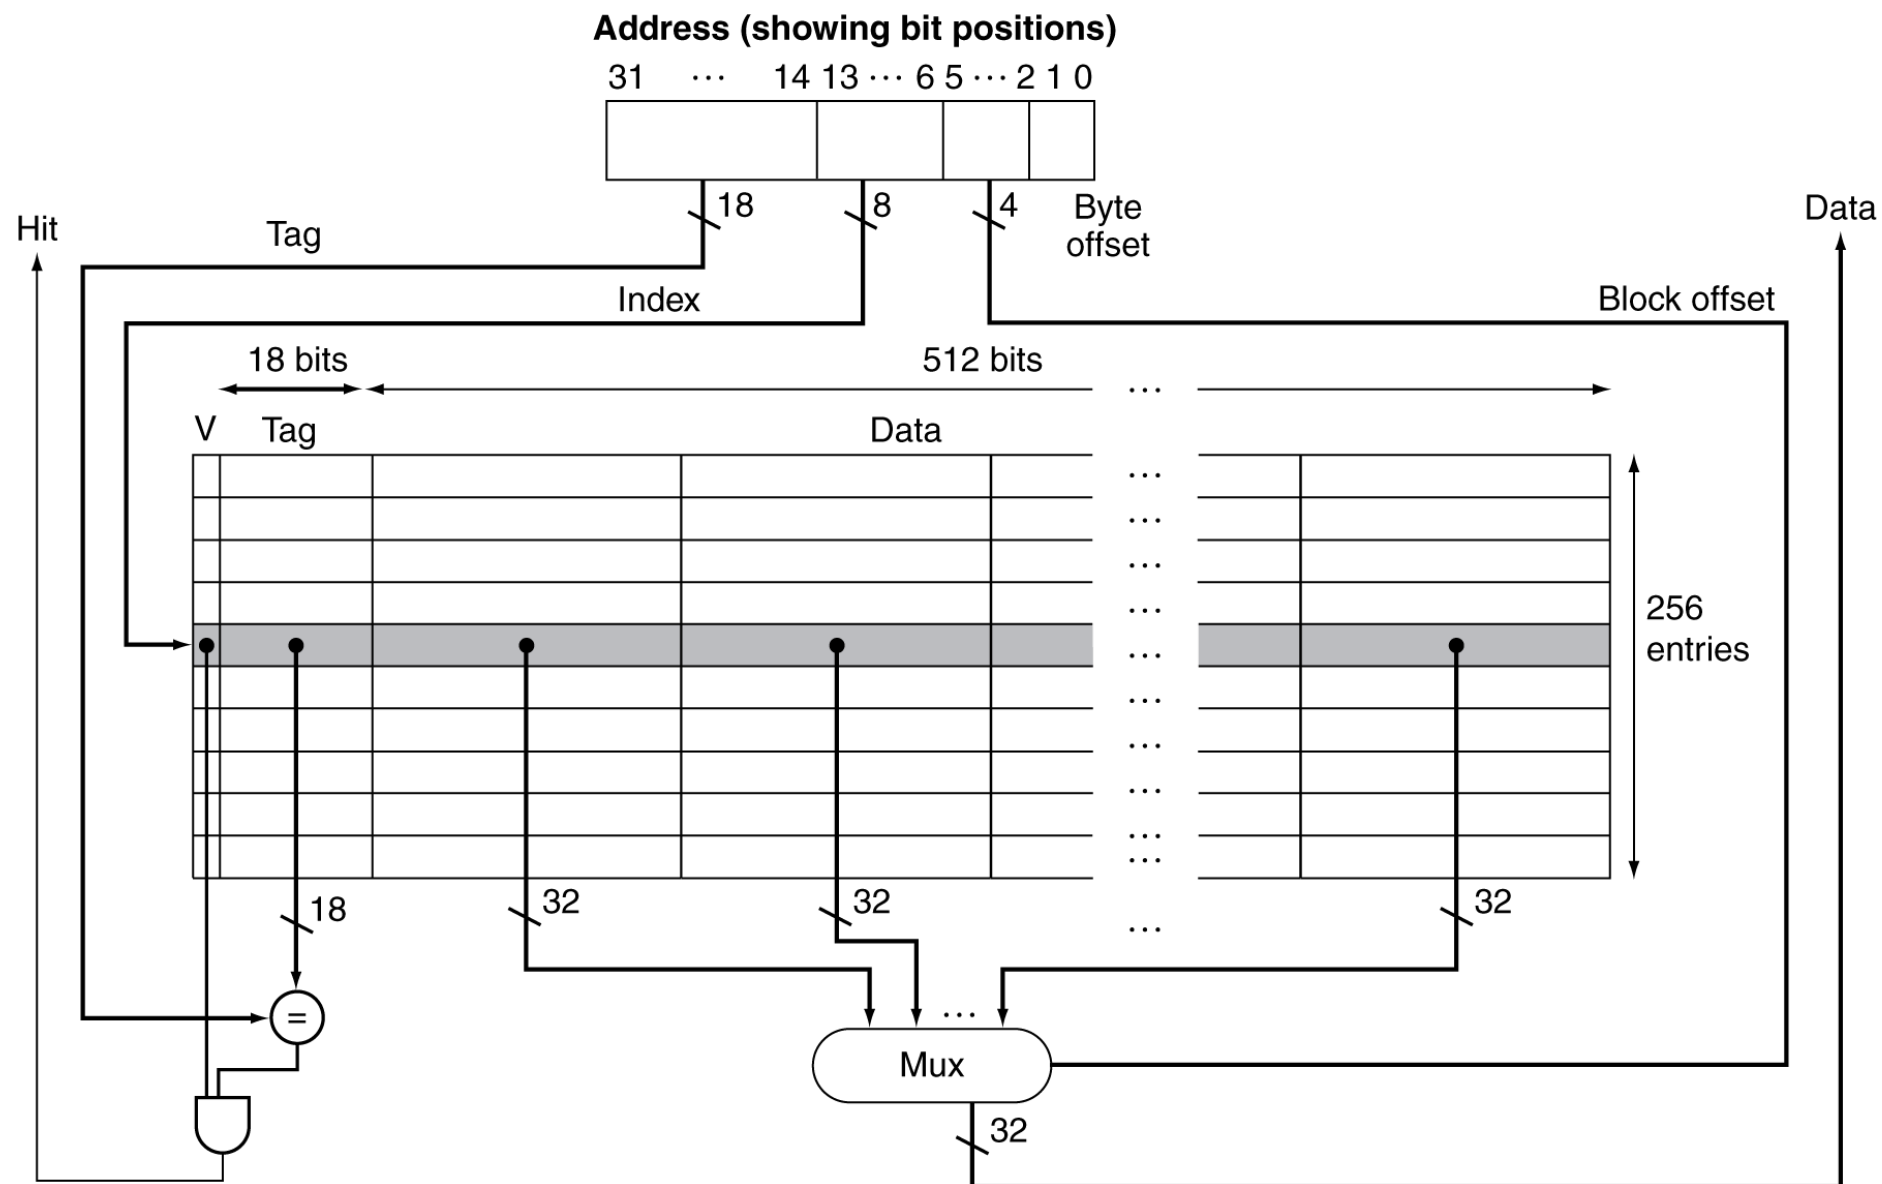 Address (showing bit positions)
31 ... 14 13 ... 6 5 ... 2 1 0
18 8 4 Byte
offset
Hit
Tag
Data
Index
Block offset
18 bits
512 bits
...
V Tag Data
...
...
...
...
...
...
...
...
...
...
256
entries
18
32
32
...
32
=
...
Mux
32